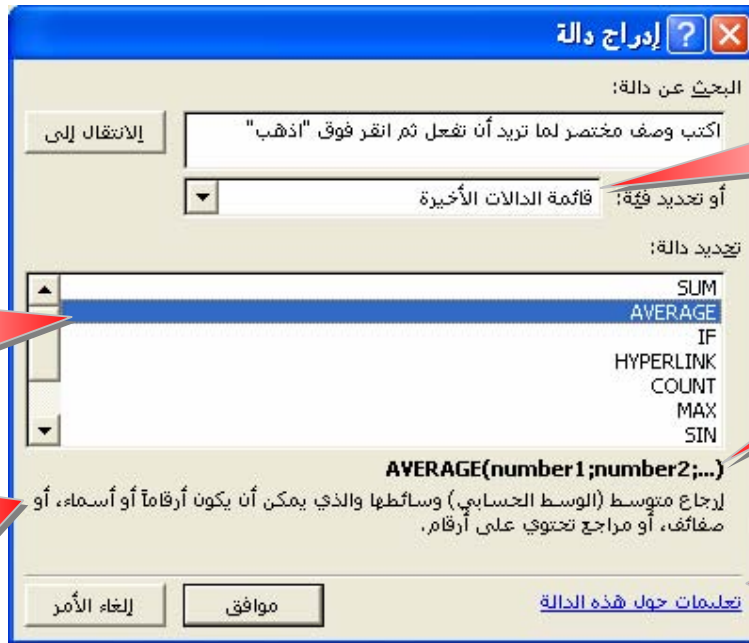 إدراج دالة
البحث عن دالة:
اكتب وصف مختصر لما تريد أن تفعل ثم انقر فوق "اذهب"
الانتقال إلى
أو تحديد فئة: قائمة الدالات الأخيرة
تحديد دالة:
SUM
AVERAGE
IF
HYPERLINK
COUNT
MAX
SIN
AVERAGE(number1;number2;...)
إرجاع متوسط (الوسط الحسابي) وسائطها والذي يمكن أن يكون أرقاماً أو أسماء، أو
صفائف، أو مراجع تحتوي على أرقام.
تعليمات حول هذه الدالة
موافق
إلغاء الأمر